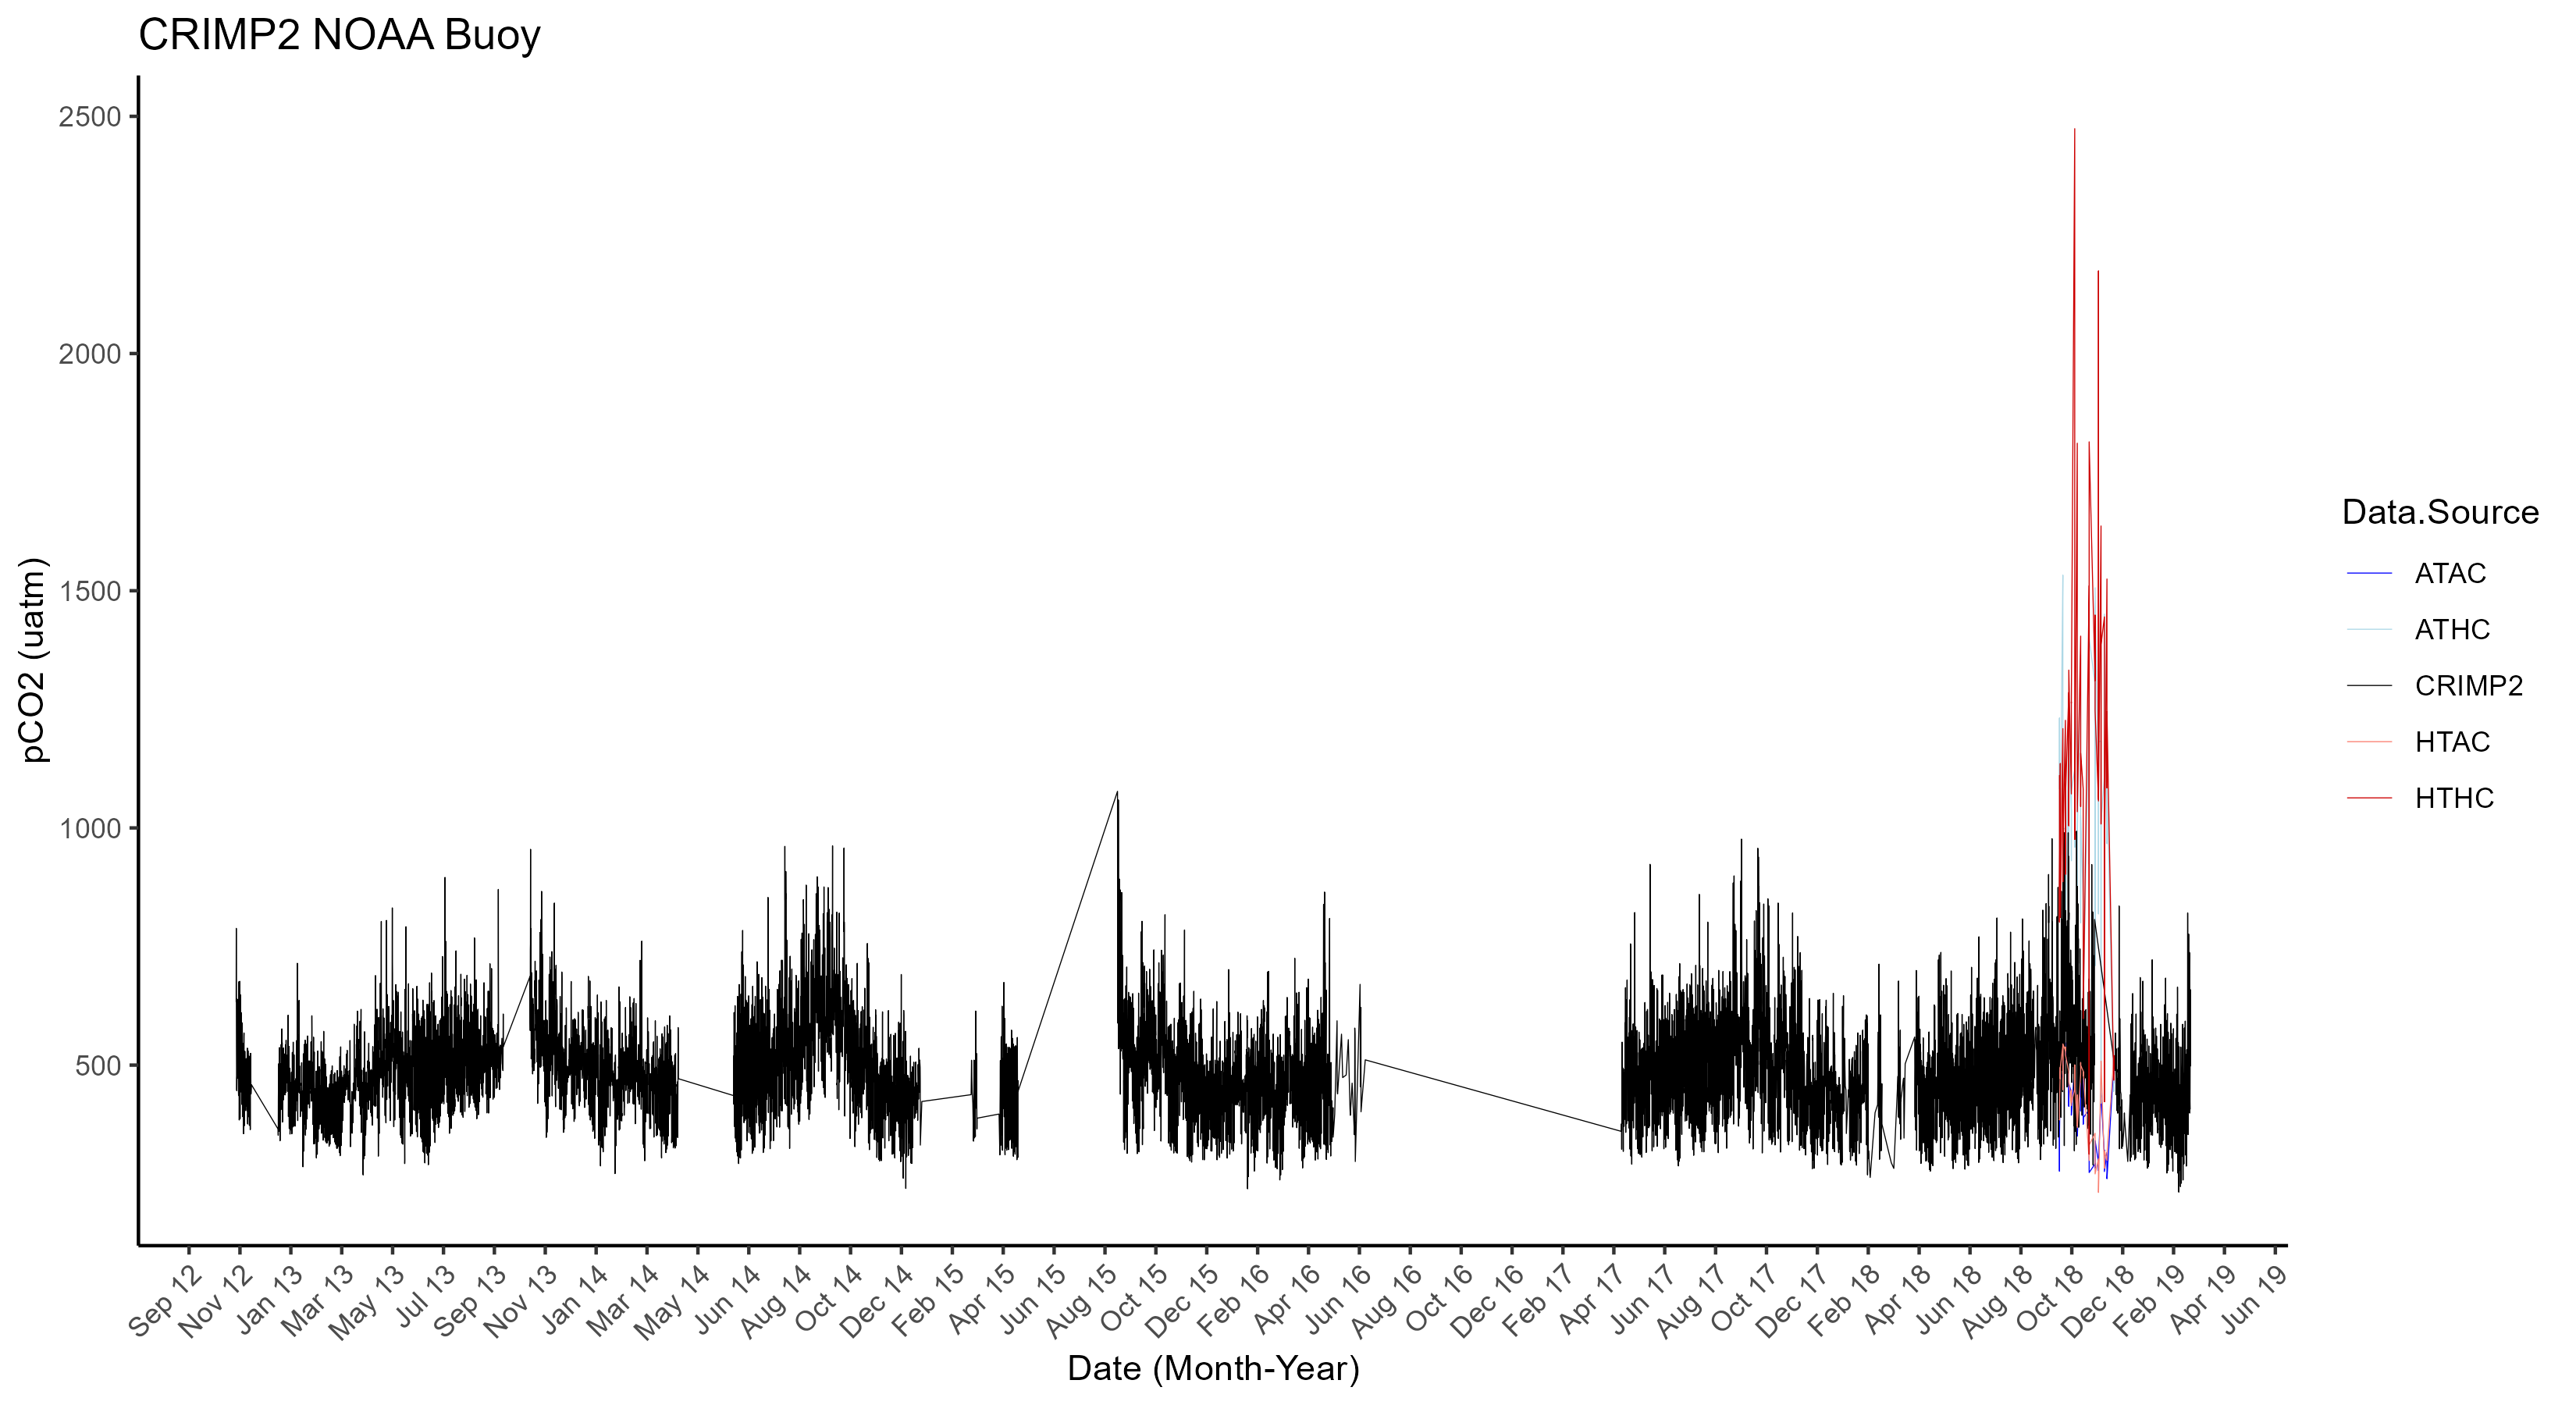 CRIMP2 NOAA Buoy
2500
2000
1500
1000
500
pCO2 (uatm)
Sep 12
Nov 12
Jan 13
Mar 13
May 13
Jul 13
Sep 13
Nov 13
Jan 14
Mar 14
May 14
Jun 14
Aug 14
Oct 14
Dec 14
Feb 15
Apr 15
Jun 15
Aug 15
Oct 15
Dec 15
Feb 16
Apr 16
Jun 16
Aug 16
Oct 16
Dec 16
Feb 17
Apr 17
Jun 17
Aug 17
Oct 17
Dec 17
Feb 18
Apr 18
Jun 18
Aug 18
Oct 18
Dec 18
Feb 19
Apr 19
Jun 19
Date (Month-Year)
Data.Source
ATAC
ATHC
CRIMP2
HTAC
HTHC